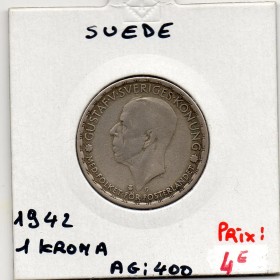 SUEDE
GUSTAF V SVERIGES KONUNG
MED FOLKET FÖR FOSTERLANDET
1942
1 KRONA
AG: 400
PRix:
4€